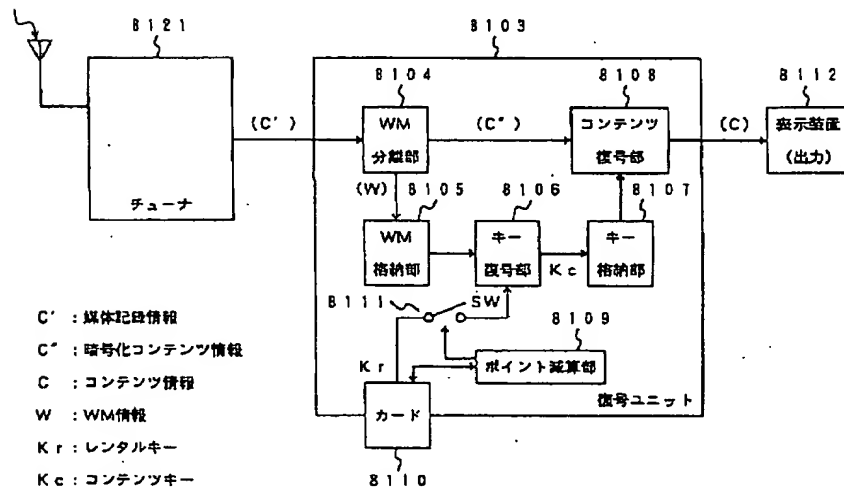 8121
8103
8104
8108
8112
(C')
WM
分離部
(C″)
コンテンツ
復号部
(C)
表示装置
(出力)
チューナ
(W)
8105
8106
8107
WM
格納部
キー
復号部
Kc
キー
格納部
8111
SW
8109
Kr
ポイント減算部
カード
復号ユニット
8110
C':媒体記録情報
C″:暗号化コンテンツ情報
C:コンテンツ情報
W:WM情報
Kr:レンタルキー
Kc:コンテンツキー